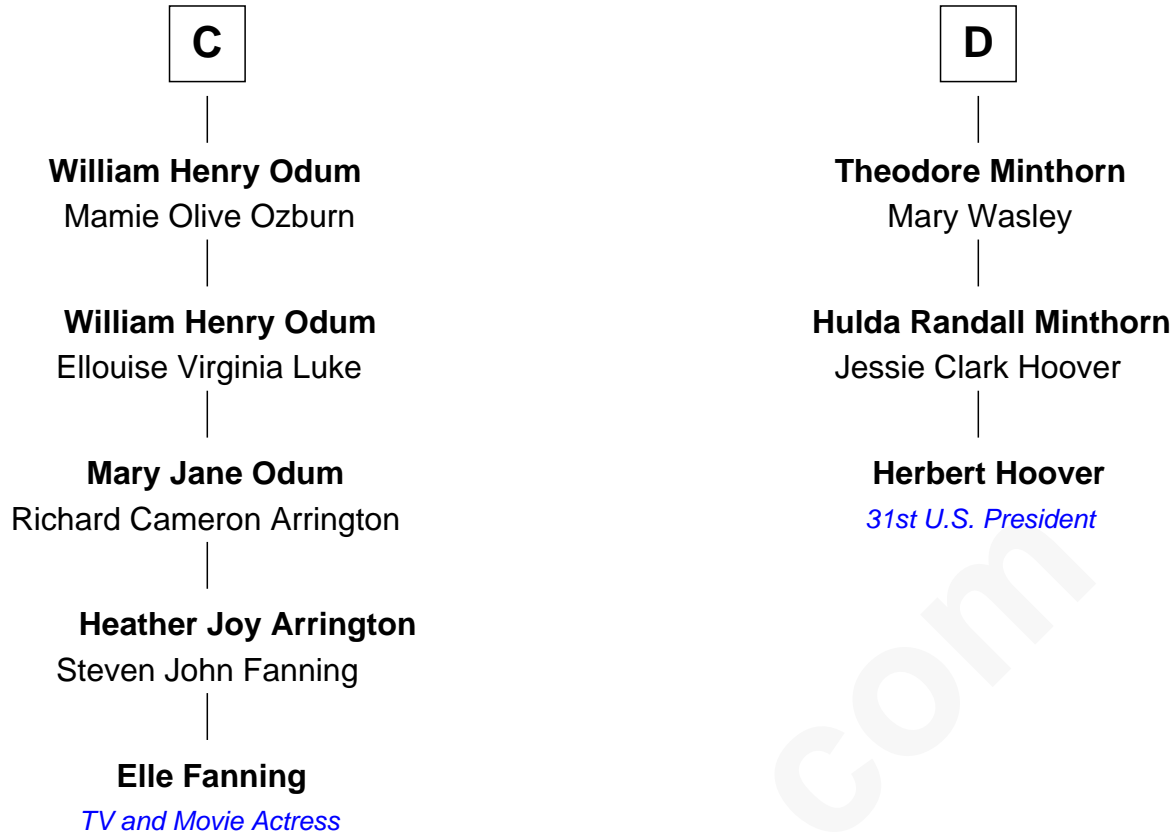 C
William Henry Odum
Mamie Olive Ozburn
William Henry Odum
Ellouise Virginia Luke
Mary Jane Odum
Richard Cameron Arrington
Heather Joy Arrington
Steven John Fanning
Elle Fanning
TV and Movie Actress
D
Theodore Minthorn
Mary Wasley
Hulda Randall Minthorn
Jessie Clark Hoover
Herbert Hoover
31st U.S. President
com